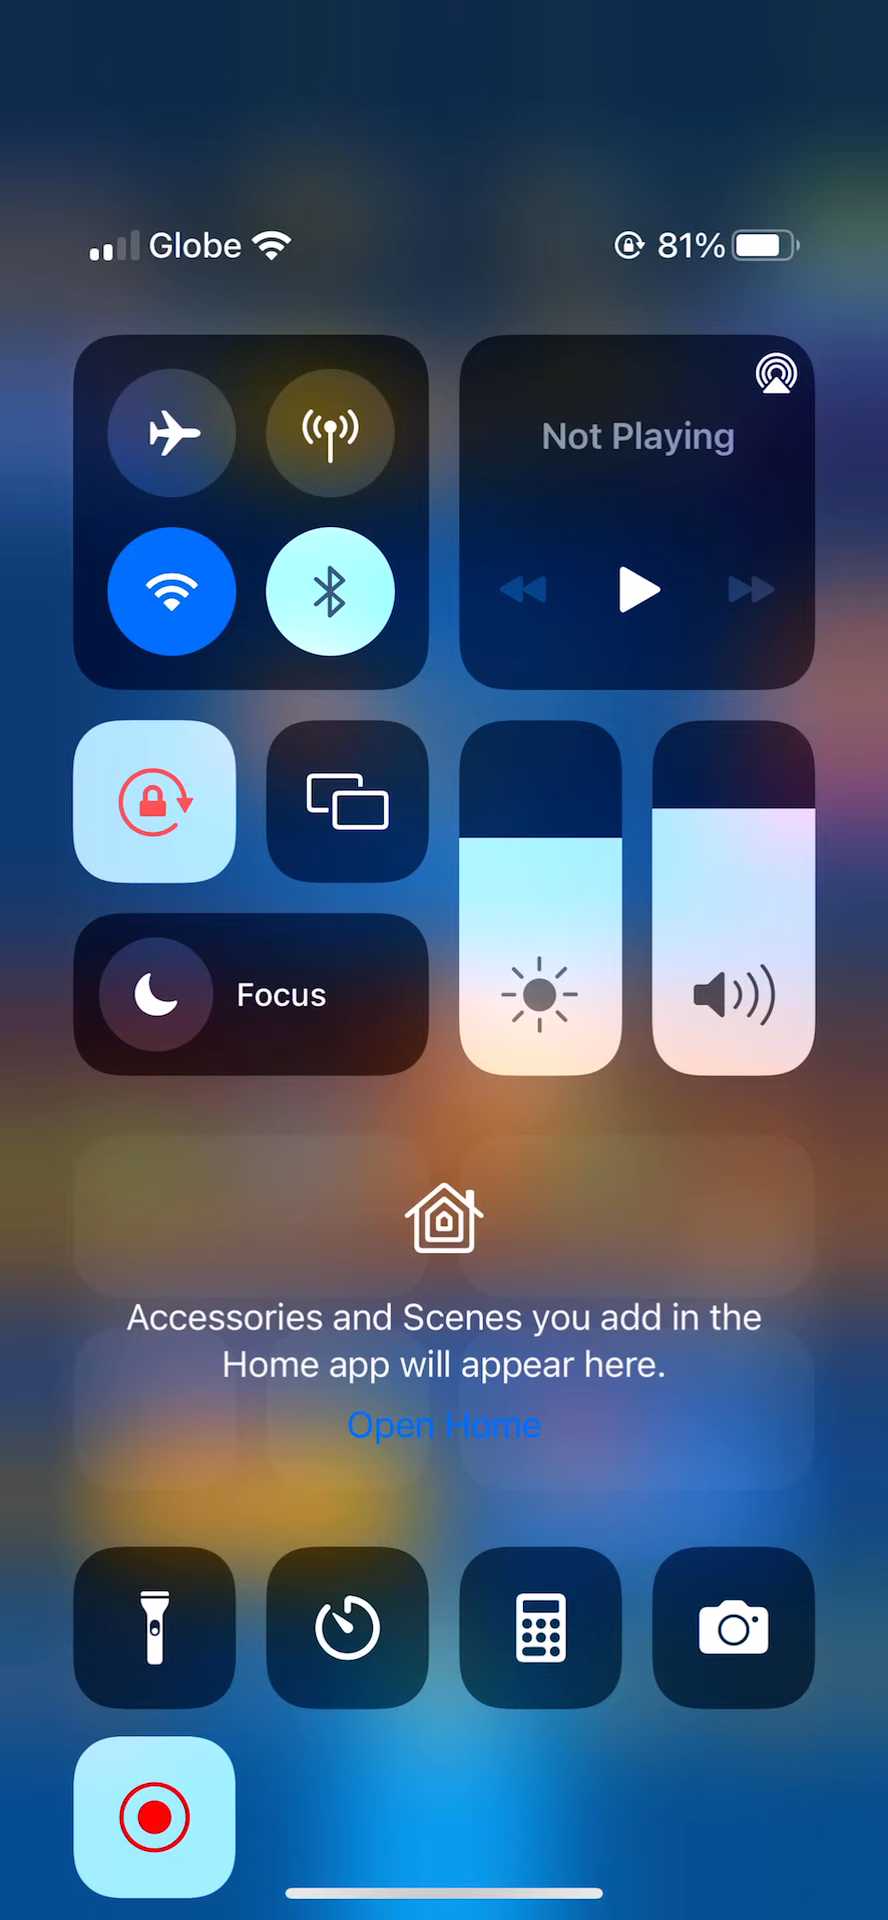 Globe 81%
Not Playing
Focus
Accessories and Scenes you add in the
Home app will appear here.
Open Home